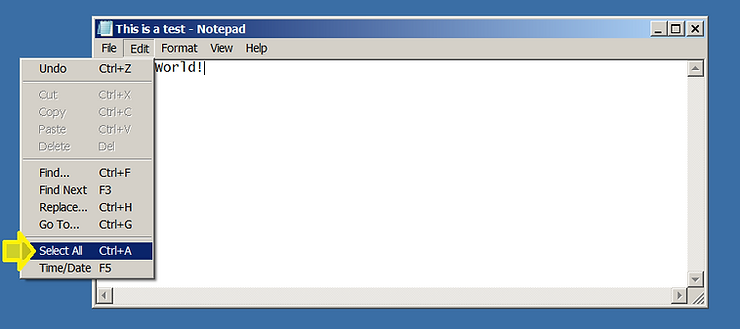 This is a test - Notepad
File Edit Format View Help
World!
Undo Ctrl+Z
Cut Ctrl+X
Copy Ctrl+C
Paste Ctrl+V
Delete Del
Find... Ctrl+F
Find Next F3
Replace... Ctrl+H
Go To... Ctrl+G
Select All Ctrl+A
Time/Date F5